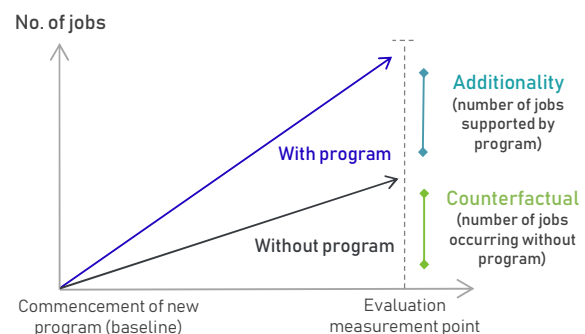 No. of jobs
Additionality
(number of jobs
supported by
program)
With program
Counterfactual
(number of jobs
occurring without
program)
Without program
Commencement of new
program (baseline)
Evaluation
measurement point